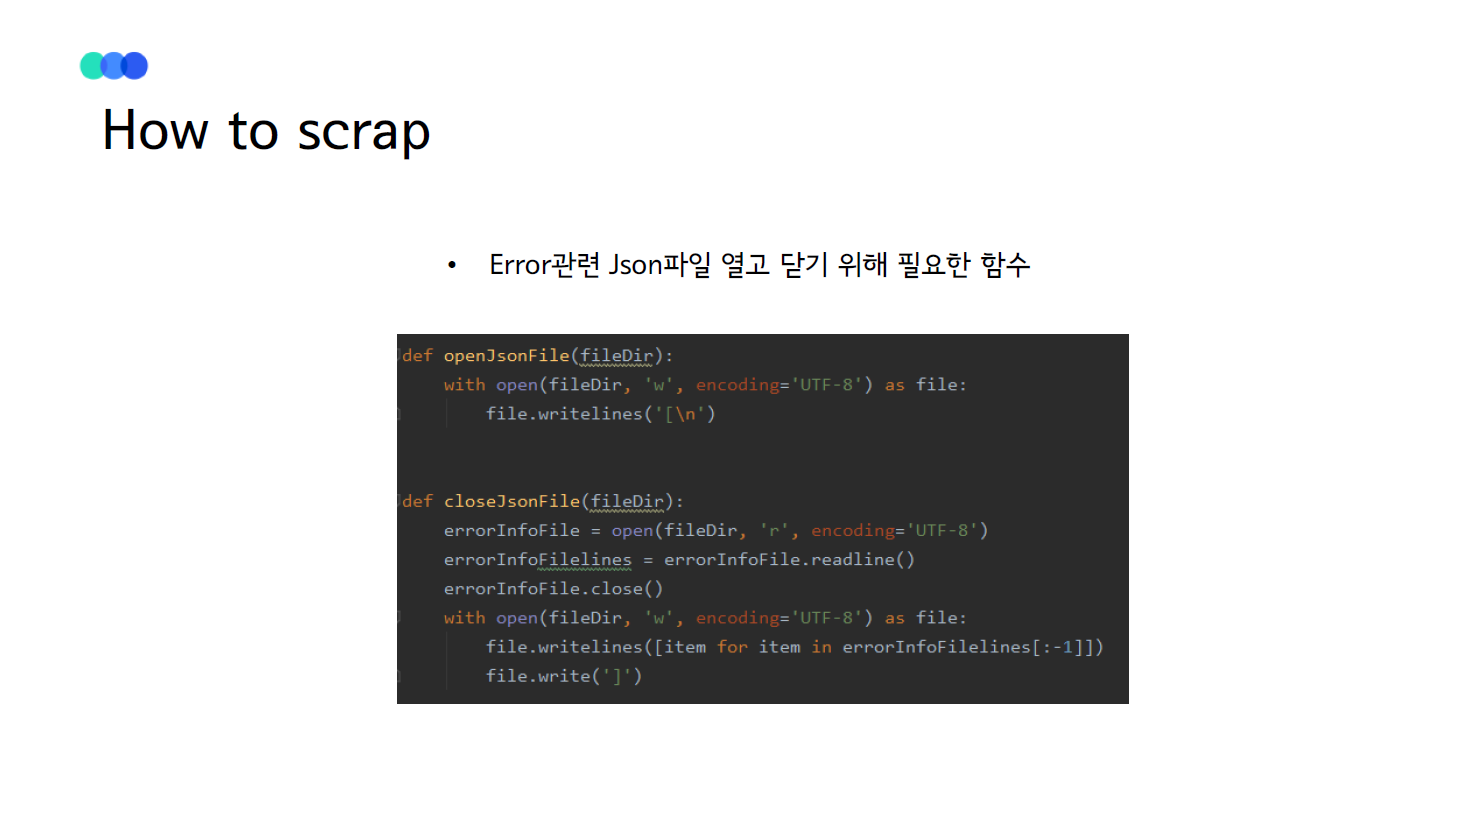 How to scrap
• Error관련 Json파일 열고 닫기 위해 필요한 함수
def openJsonFile(fileDir):
    with open(fileDir, 'w', encoding='UTF-8') as file:
        file.writelines('[\n')
def closeJsonFile(fileDir):
    errorInfoFile = open(fileDir, 'r', encoding='UTF-8')
    errorInfoFilelines = errorInfoFile.readline()
    errorInfoFile.close()
    with open(fileDir, 'w', encoding='UTF-8') as file:
        file.writelines([item for item in errorInfoFilelines[:-1]])
        file.write(']')